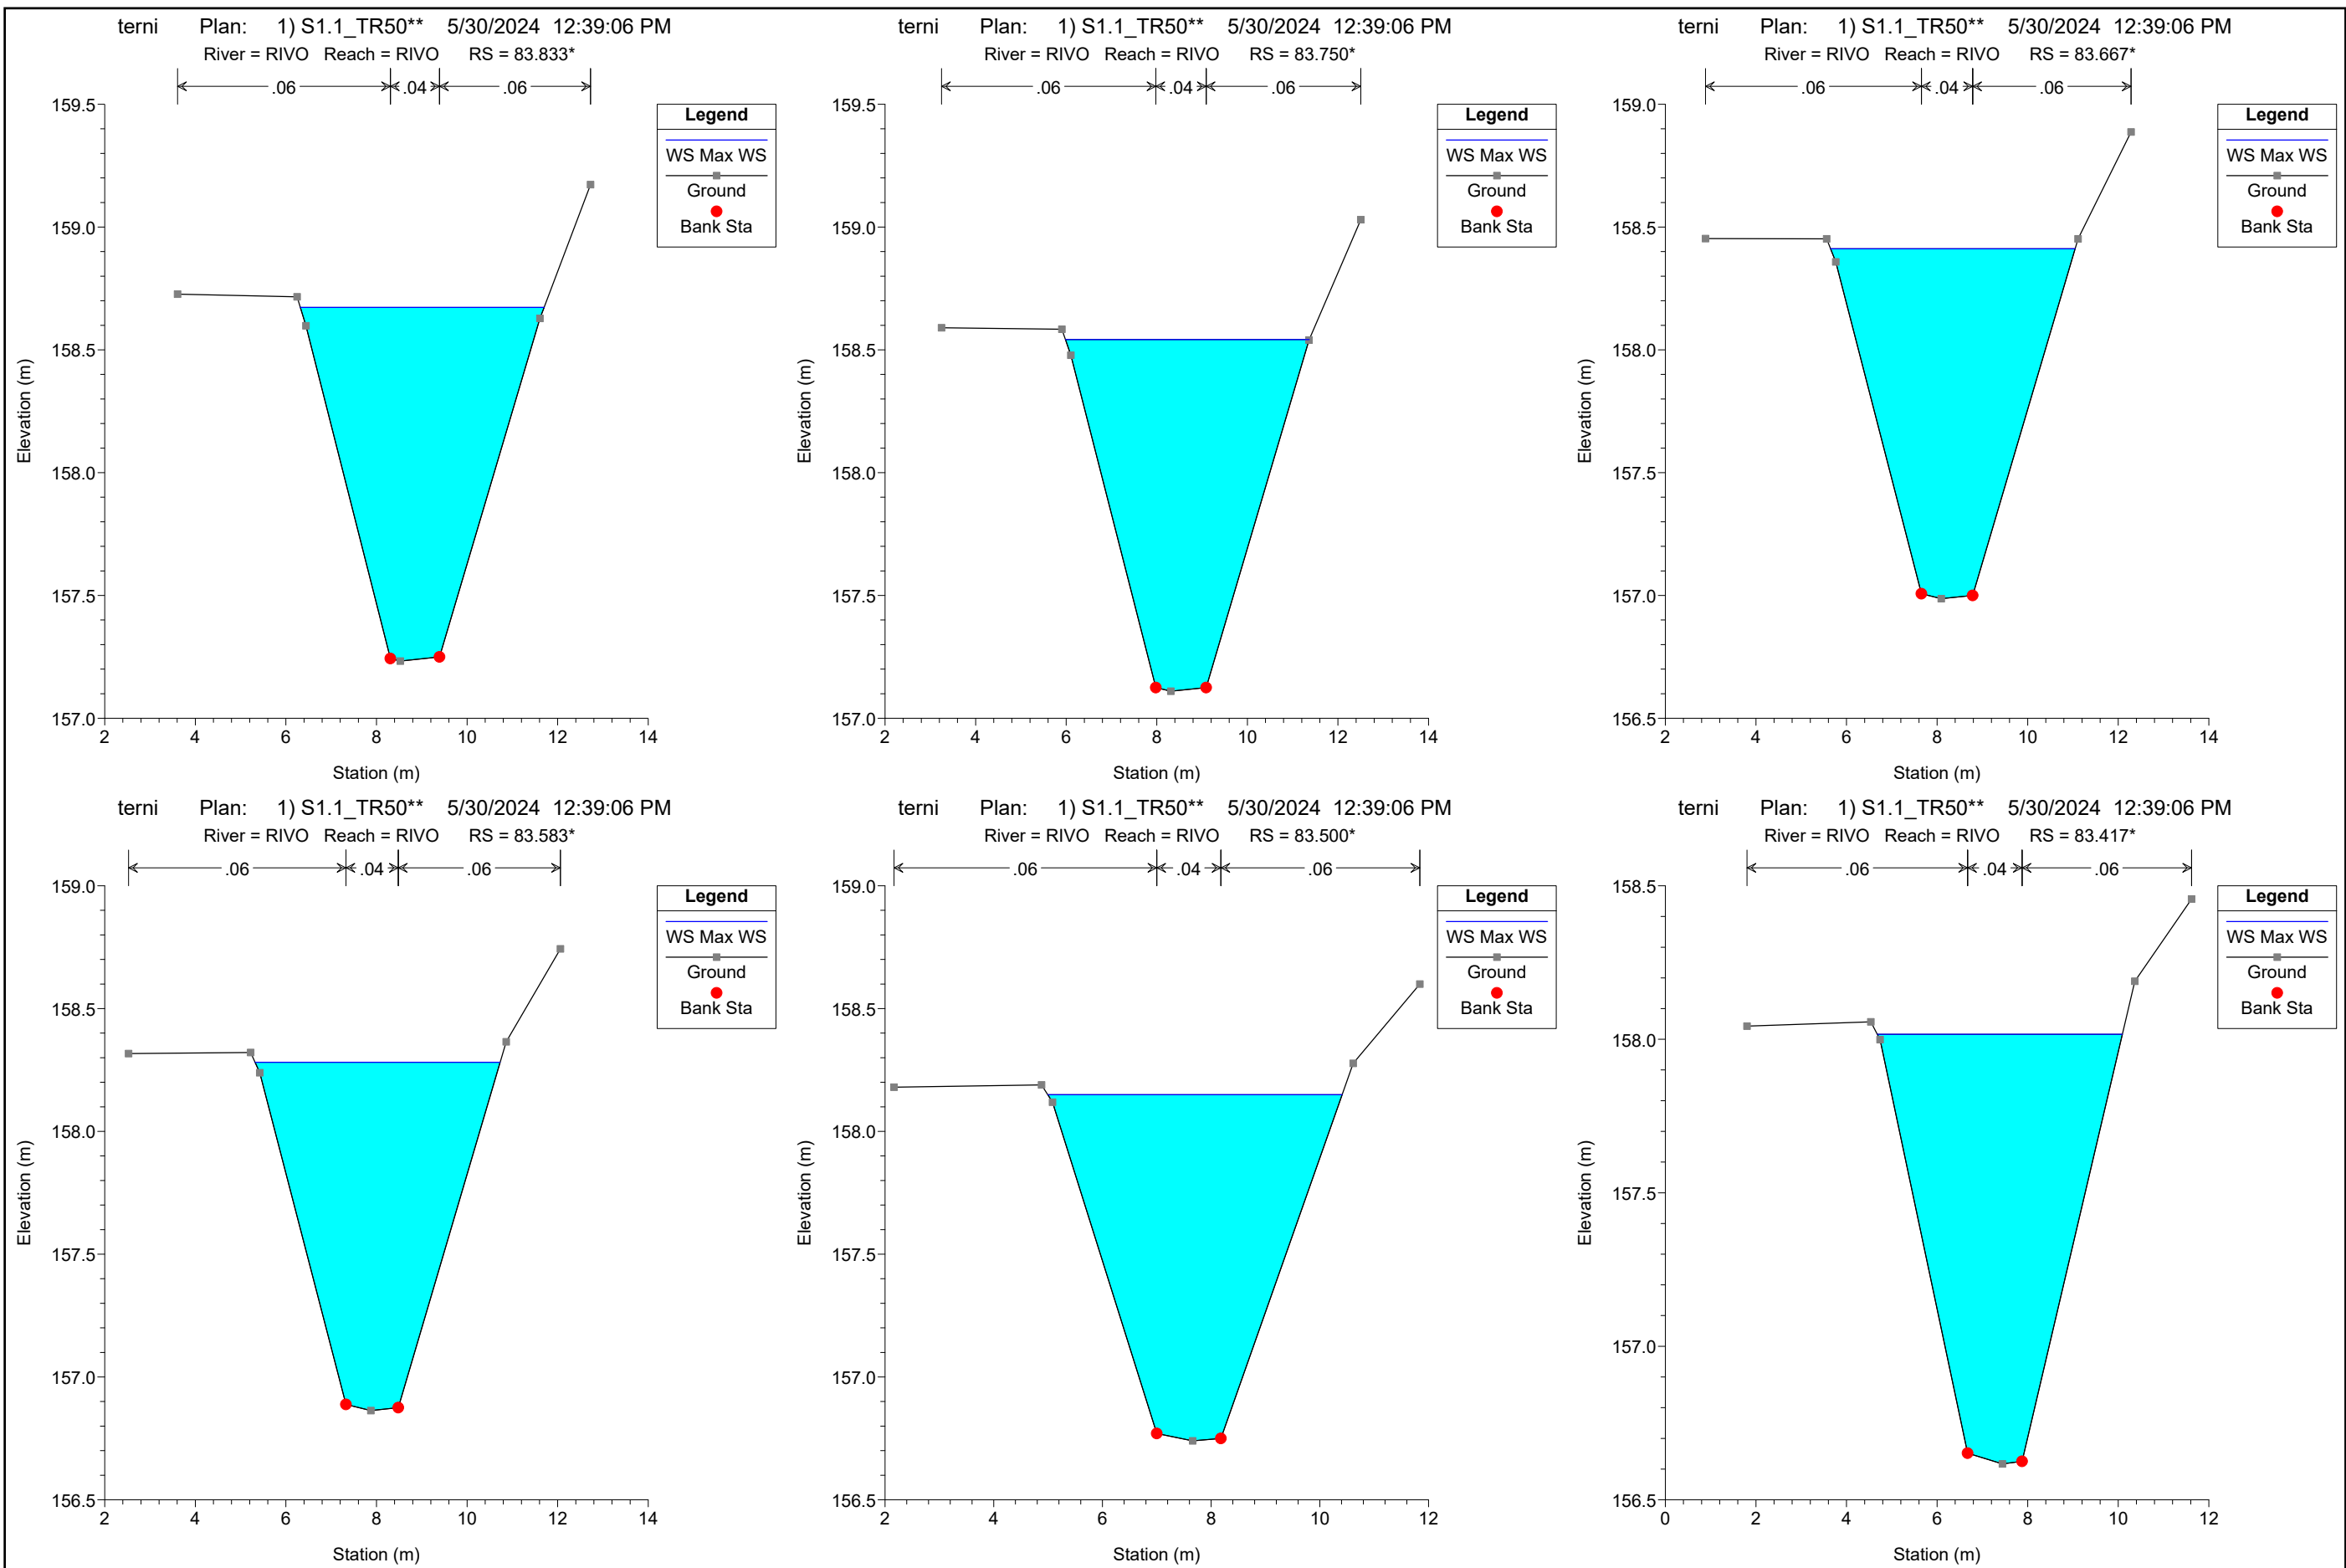 terni Plan: 1) S1.1_TR50** 5/30/2024 12:39:06 PM
River = RIVO Reach = RIVO RS = 83.833*
.06 .04 .06
Legend
WS Max WS
Ground
Bank Sta
159.5
159.0
158.5
158.0
157.5
157.0
2 4 6 8 10 12 14
Elevation (m)
Station (m)
terni Plan: 1) S1.1_TR50** 5/30/2024 12:39:06 PM
River = RIVO Reach = RIVO RS = 83.750*
.06 .04 .06
Legend
WS Max WS
Ground
Bank Sta
159.5
159.0
158.5
158.0
157.5
157.0
2 4 6 8 10 12 14
Elevation (m)
Station (m)
terni Plan: 1) S1.1_TR50** 5/30/2024 12:39:06 PM
River = RIVO Reach = RIVO RS = 83.667*
.06 .04 .06
Legend
WS Max WS
Ground
Bank Sta
159.0
158.5
158.0
157.5
157.0
156.5
2 4 6 8 10 12 14
Elevation (m)
Station (m)
terni Plan: 1) S1.1_TR50** 5/30/2024 12:39:06 PM
River = RIVO Reach = RIVO RS = 83.583*
.06 .04 .06
Legend
WS Max WS
Ground
Bank Sta
159.0
158.5
158.0
157.5
157.0
156.5
2 4 6 8 10 12 14
Elevation (m)
Station (m)
terni Plan: 1) S1.1_TR50** 5/30/2024 12:39:06 PM
River = RIVO Reach = RIVO RS = 83.500*
.06 .04 .06
Legend
WS Max WS
Ground
Bank Sta
159.0
158.5
158.0
157.5
157.0
156.5
2 4 6 8 10 12
Elevation (m)
Station (m)
terni Plan: 1) S1.1_TR50** 5/30/2024 12:39:06 PM
River = RIVO Reach = RIVO RS = 83.417*
.06 .04 .06
Legend
WS Max WS
Ground
Bank Sta
158.5
158.0
157.5
157.0
156.5
0 2 4 6 8 10 12
Elevation (m)
Station (m)